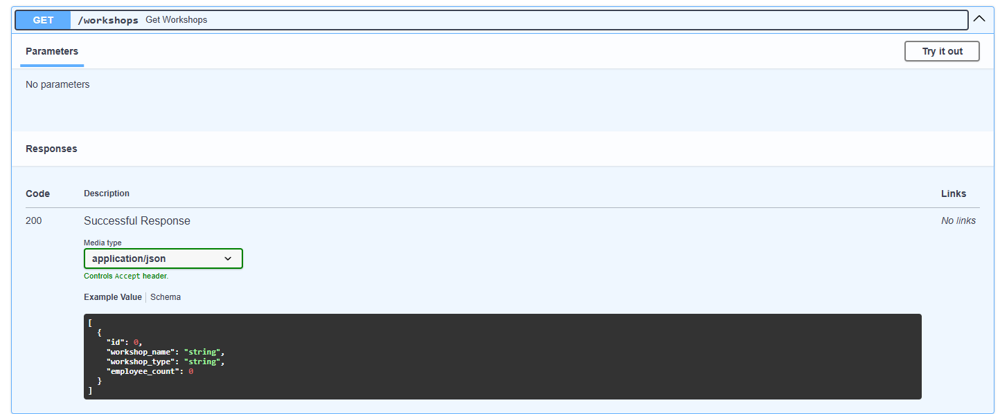 GET /workshops Get Workshops
Parameters Try it out
No parameters
Responses
Code Description Links
200 Successful Response No links
Media type
application/json
Controls Accept header.
Example Value Schema
[
  {
    "id": 0,
    "workshop_name": "string",
    "workshop_type": "string",
    "employee_count": 0
  }
]